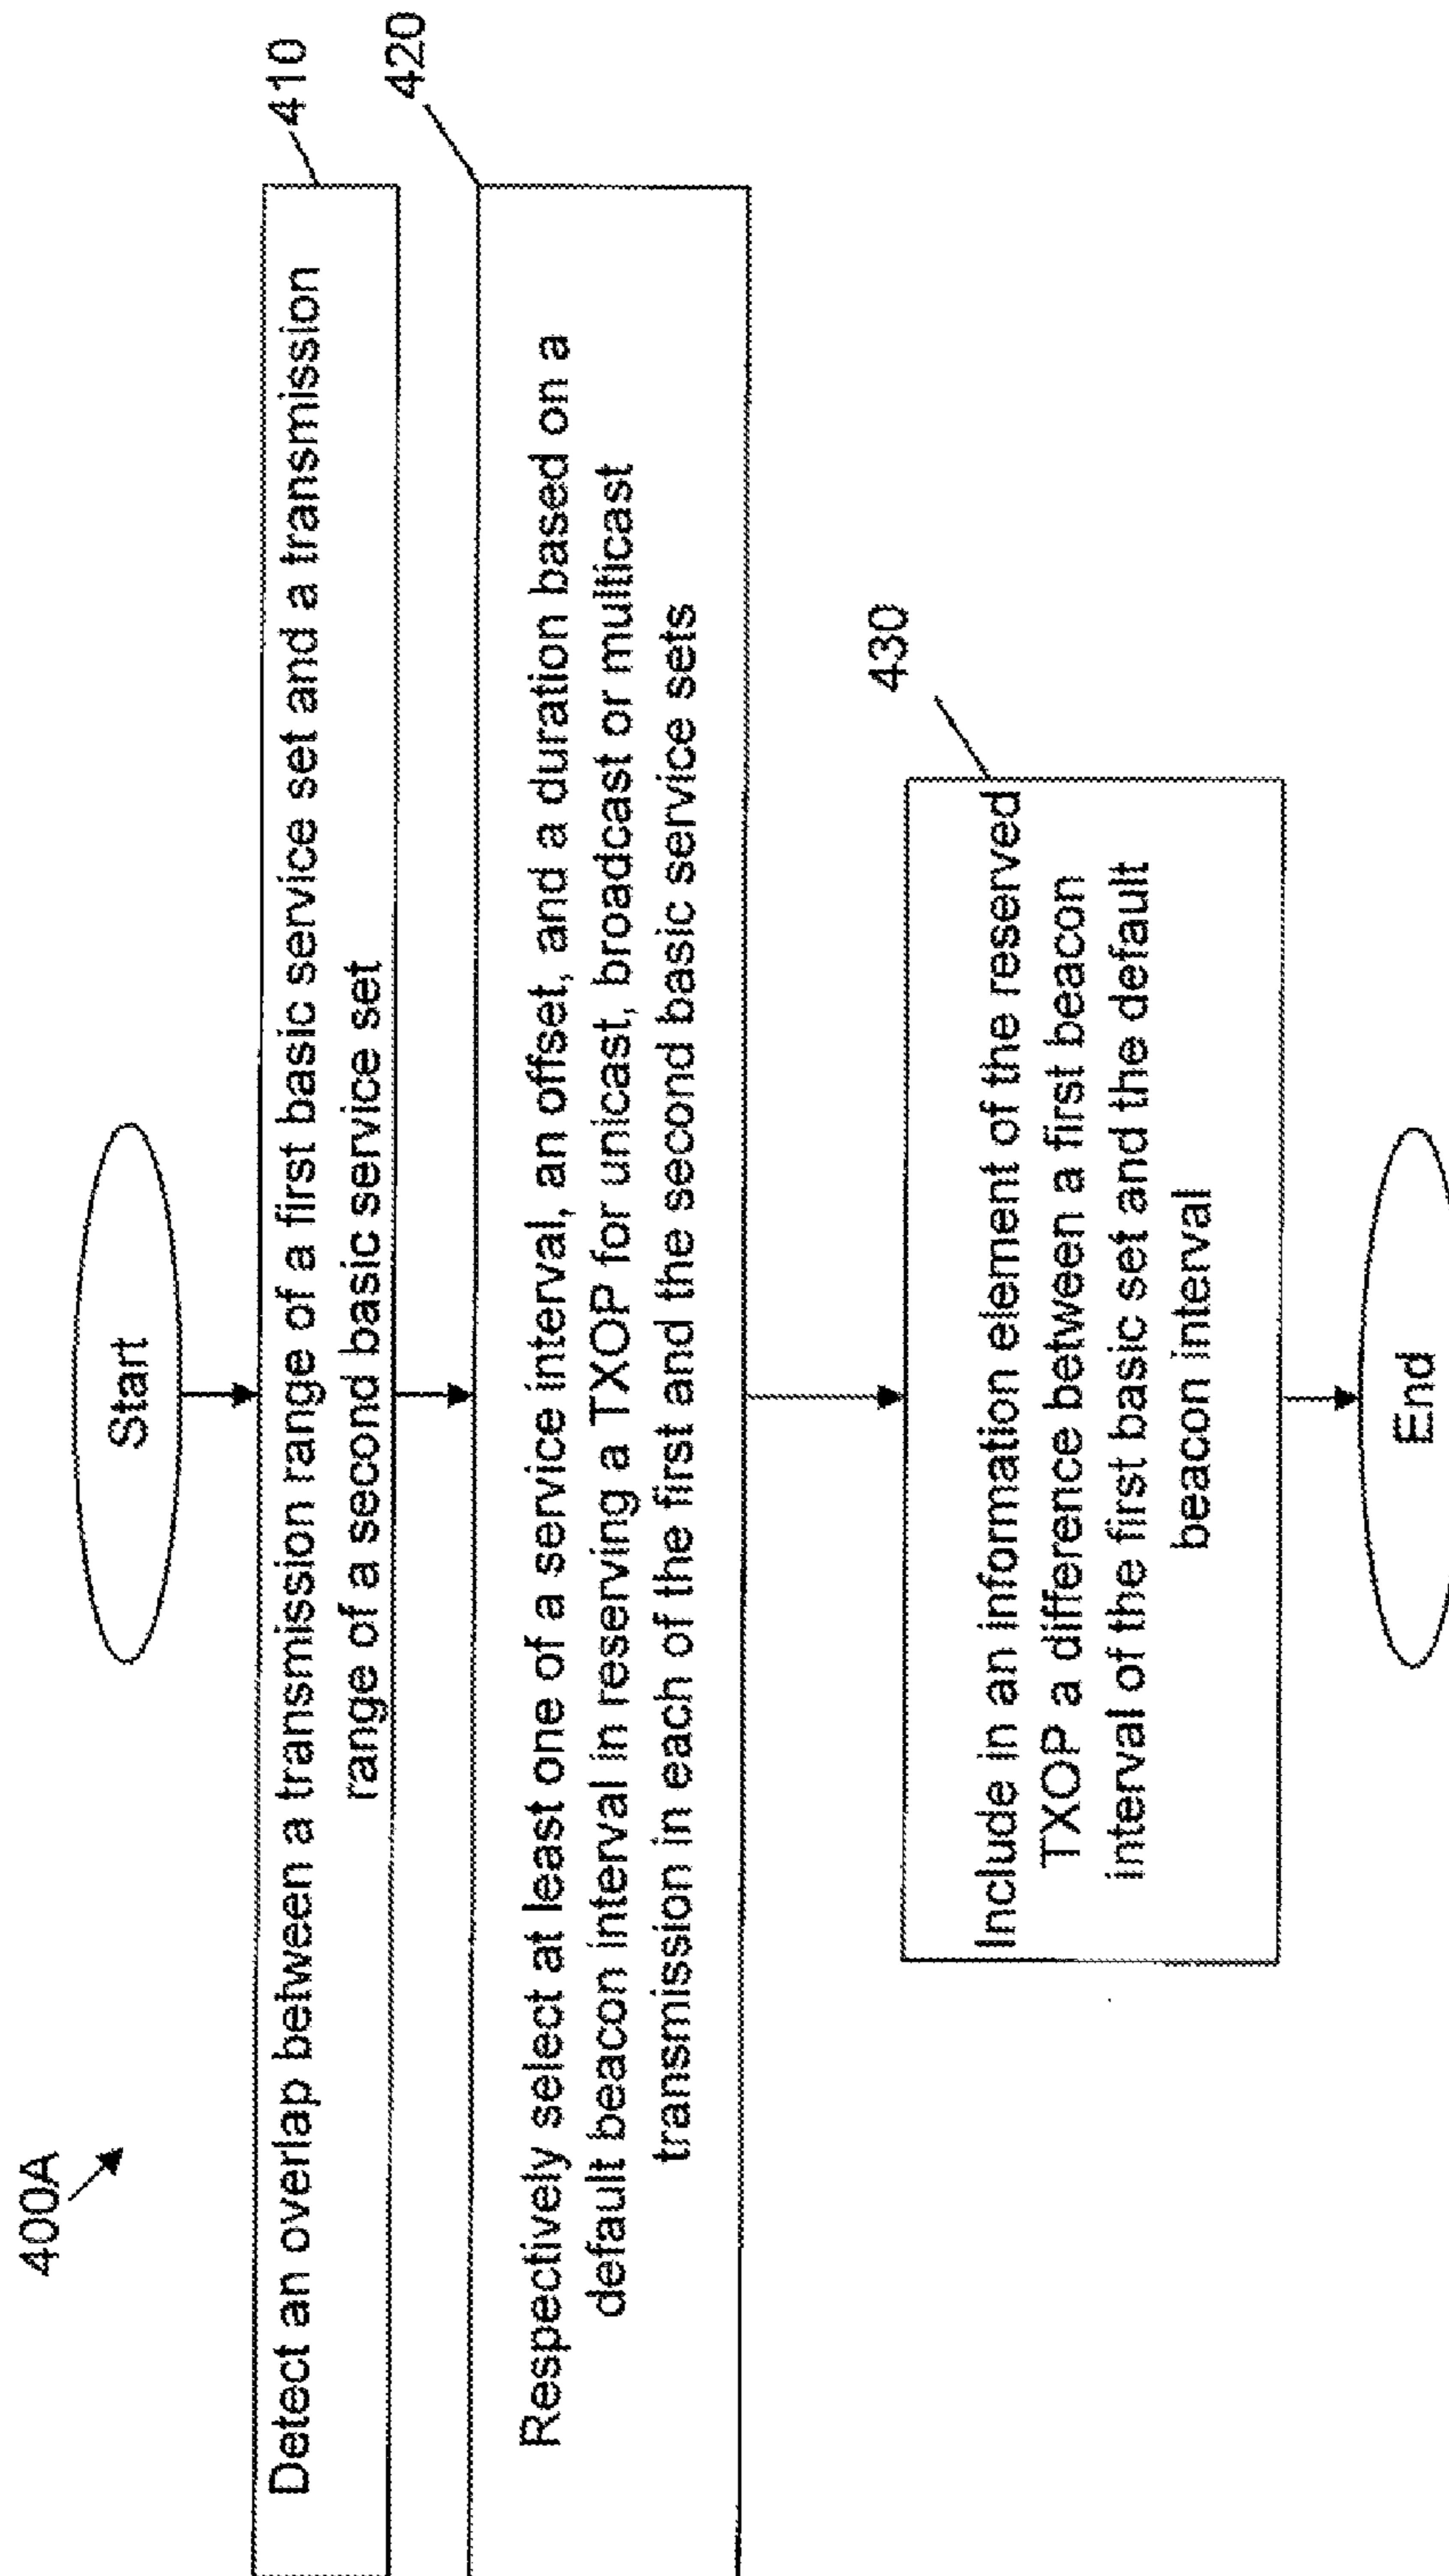 400A
Start
410
Detect an overlap between a transmission range of a first basic service set and a transmission
range of a second basic service set
420
Respectively select at least one of a service interval, an offset, and a duration based on a
default beacon interval in reserving a TXOP for unicast, broadcast or multicast
transmission in each of the first and the second basic service sets
430
Include in an information element of the reserved
TXOP a difference between a first beacon
interval of the first basic set and the default
beacon interval
End